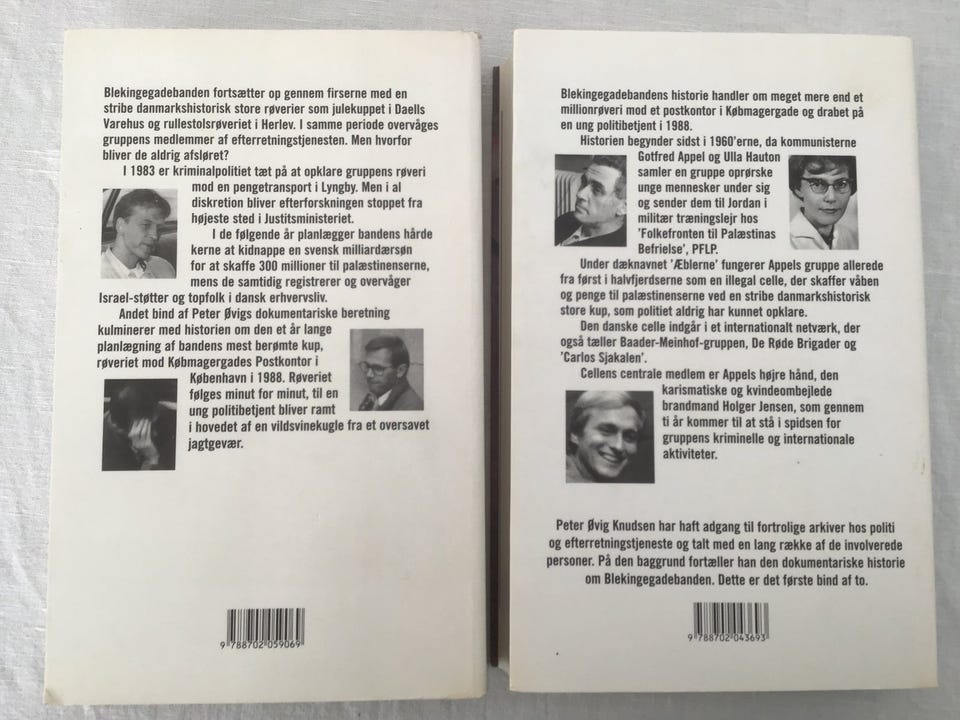 Blekingegadebanden fortsætter op gennem firserne med en
stribe danmarkshistorisk store røverier som julekuppet i Daells
Varehus og rullestolsrøveriet i Herlev. I samme periode overvåges
gruppens medlemmer af efterretningstjenesten. Men hvorfor
bliver de aldrig afsløret?
I 1983 er kriminalpolitiet tæt på at opklare gruppens røveri
mod en pengetransport i Lyngby. Men i al
diskretion bliver efterforskningen stoppet fra
højeste sted i Justitsministeriet.
I de følgende år planlægger bandens hårde
kerne at kidnappe en svensk milliardærsøn
for at skaffe 300 millioner til palæstinenserne,
mens de samtidig registrerer og overvåger
Israel-støtter og topfolk i dansk erhvervsliv.
Andet bind af Peter Øvigs dokumentariske beretning
kulminerer med historien om den et år lange
planlægning af bandens mest berømte kup,
røveriet mod Købmagergades Postkontor i
København i 1988. Røveriet
følges minut for minut, til en
ung politibetjent bliver ramt
i hovedet af en vildsvinekugle fra et oversavet
jagtgevær.
9 788702 059069
Blekingegadebandens historie handler om meget mere end et
millionrøveri mod et postkontor i Købmagergade og drabet på
en ung politibetjent i 1988.
Historien begynder sidst i 1960'erne, da kommunisterne
Gotfred Appel og Ulla Hauton
samler en gruppe oprørske
unge mennesker under sig
og sender dem til Jordan i
militær træningslejr hos
'Folkefronten til Palæstinas
Befrielse', PFLP.
Under dæknavnet 'Æblerne' fungerer Appels gruppe allerede
fra først i halvfjerdserne som en illegal celle, der skaffer våben
og penge til palæstinenserne ved en stribe danmarkshistorisk
store kup, som politiet aldrig har kunnet opklare.
Den danske celle indgår i et internationalt netværk, der
også tæller Baader-Meinhof-gruppen, De Røde Brigader og
'Carlos Sjakalen'.
Cellens centrale medlem er Appels højre hånd, den
karismatiske og kvindeombejlede
brandmand Holger Jensen, som gennem
ti år kommer til at stå i spidsen for
gruppens kriminelle og internationale
aktiviteter.
Peter Øvig Knudsen har haft adgang til fortrolige arkiver hos politi
og efterretningstjeneste og talt med en lang række af de involverede
personer. På den baggrund fortæller han den dokumentariske historie
om Blekingegadebanden. Dette er det første bind af to.
9 788702 043693